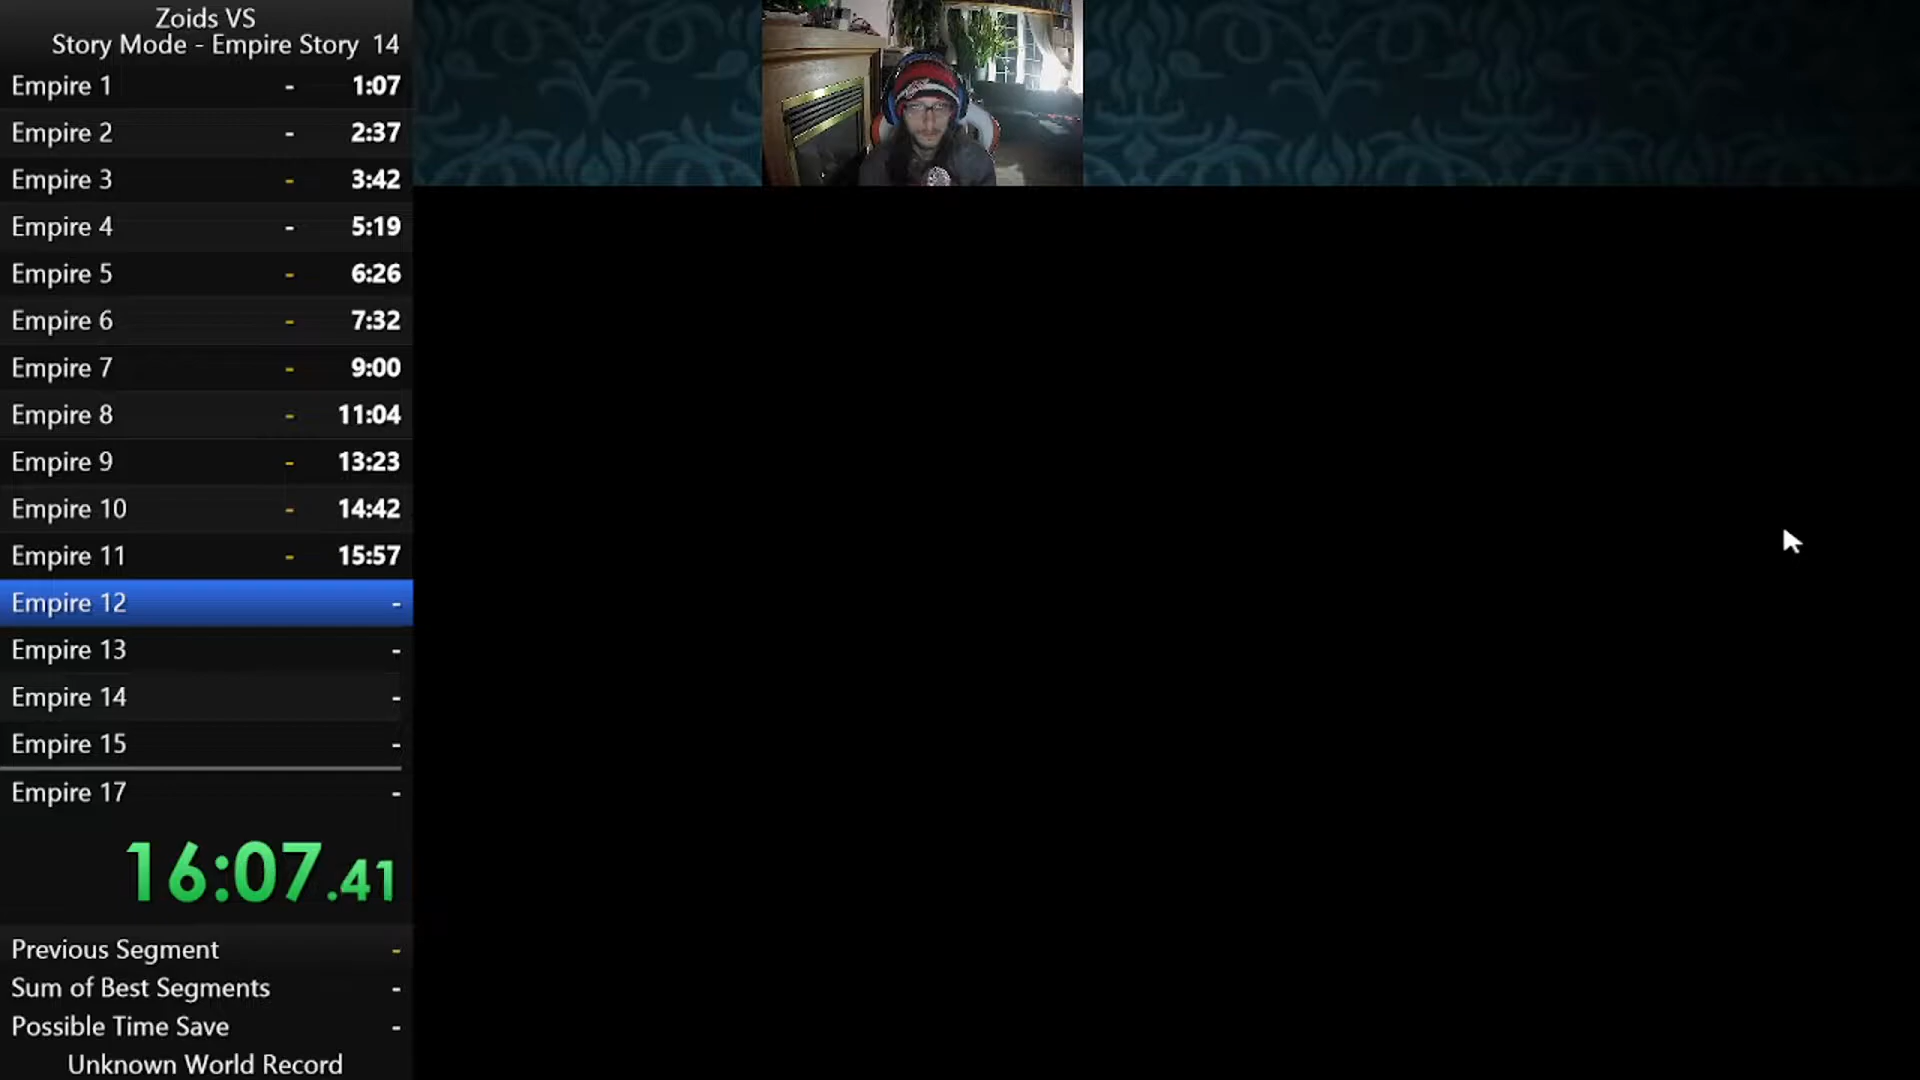 Zoids VS
Story Mode - Empire Story 14
Empire 1 - 1:07
Empire 2 - 2:37
Empire 3 - 3:42
Empire 4 - 5:19
Empire 5 - 6:26
Empire 6 - 7:32
Empire 7 - 9:00
Empire 8 - 11:04
Empire 9 - 13:23
Empire 10 - 14:42
Empire 11 - 15:57
Empire 12 -
Empire 13 -
Empire 14 -
Empire 15 -
Empire 17 -
16:07.41
Previous Segment -
Sum of Best Segments -
Possible Time Save -
Unknown World Record